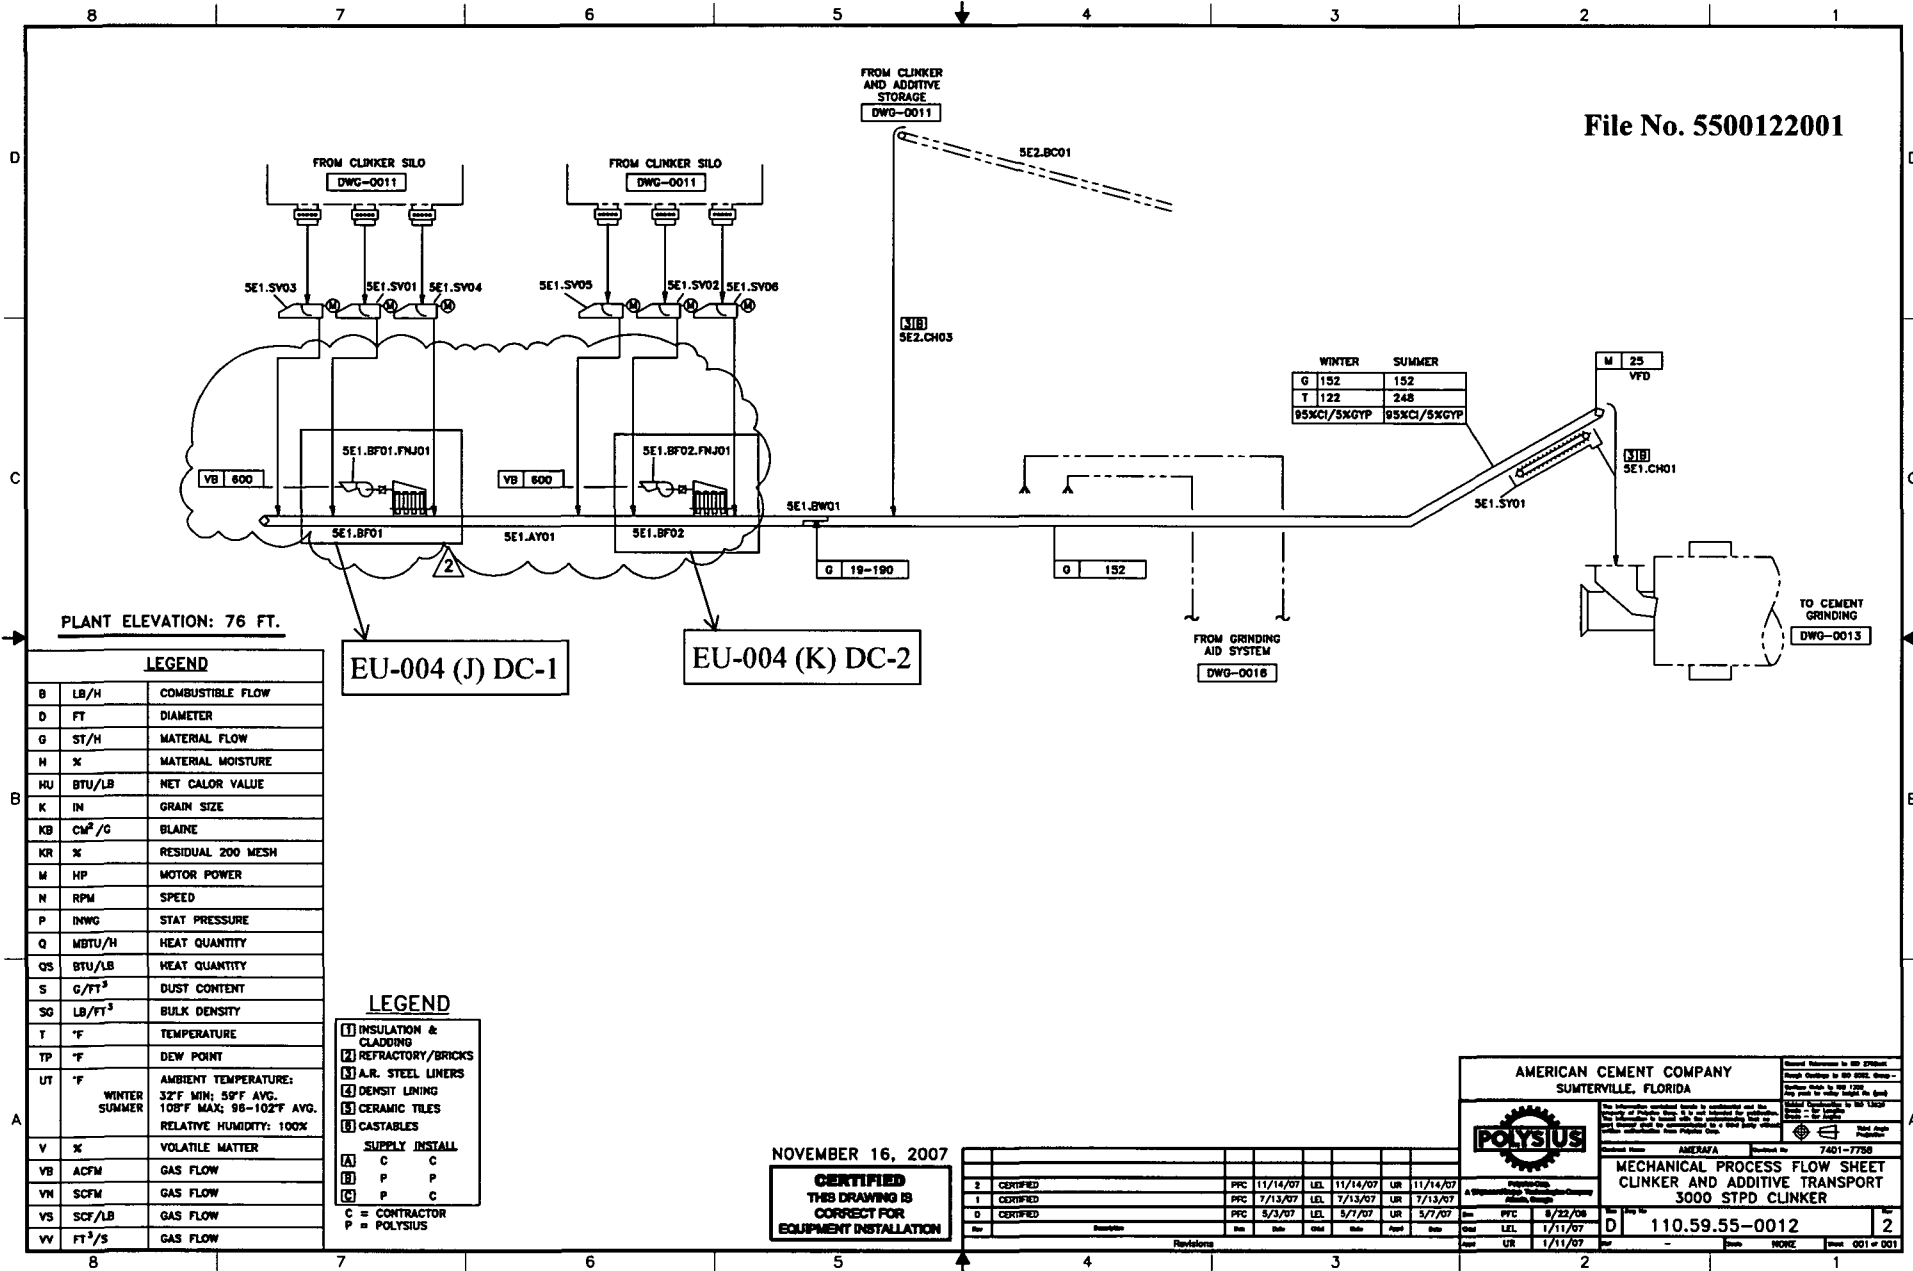 8 7 6 5 4 3 2 1
FROM CLINKER
AND ADDITIVE
STORAGE
DWG-0011
File No. 5500122001
D
D
5E2.BC01
FROM CLINKER SILO
DWG-0011
FROM CLINKER SILO
DWG-0011
5E1.SV03
5E1.SV01
5E1.SV04
M M M
5E1.SV05
5E1.SV02
5E1.SV06
M M M
3 B
5E2.CH03
WINTER SUMMER
G 152 152
T 122 248
95%Cl/5%GYP 95%Cl/5%GYP
M 25
VFD
3 B
5E1.CH01
5E1.SY01
C
C
5E1.BF01.FNJ01
VB 600
5E1.BF02.FNJ01
VB 600
5E1.BW01
5E1.BF01
5E1.AY01
5E1.BF02
2
G 19-190
G 152
FROM GRINDING
AID SYSTEM
DWG-0016
TO CEMENT
GRINDING
DWG-0013
PLANT ELEVATION: 76 FT.
EU-004 (J) DC-1
EU-004 (K) DC-2
LEGEND
B LB/H COMBUSTIBLE FLOW
D FT DIAMETER
G ST/H MATERIAL FLOW
H % MATERIAL MOISTURE
HU BTU/LB NET CALOR VALUE
K IN GRAIN SIZE
KB CM²/G BLAINE
KR % RESIDUAL 200 MESH
M HP MOTOR POWER
N RPM SPEED
P INWG STAT PRESSURE
Q MBTU/H HEAT QUANTITY
QS BTU/LB HEAT QUANTITY
S G/FT³ DUST CONTENT
SG LB/FT³ BULK DENSITY
T °F TEMPERATURE
TP °F DEW POINT
UT °F AMBIENT TEMPERATURE:
WINTER 32°F MIN; 59°F AVG.
SUMMER 108°F MAX; 96-102°F AVG.
RELATIVE HUMIDITY: 100%
V % VOLATILE MATTER
VB ACFM GAS FLOW
VN SCFM GAS FLOW
VS SCF/LB GAS FLOW
VV FT³/S GAS FLOW
B
A
LEGEND
1 INSULATION &
CLADDING
2 REFRACTORY/BRICKS
3 A.R. STEEL LINERS
4 DENSIT LINING
5 CERAMIC TILES
6 CASTABLES
SUPPLY INSTALL
A C C
B P P
C P C
C = CONTRACTOR
P = POLYSIUS
NOVEMBER 16, 2007
CERTIFIED
THIS DRAWING IS
CORRECT FOR
EQUIPMENT INSTALLATION
2 CERTIFIED PFC 11/14/07 LEL 11/14/07 UR 11/14/07
1 CERTIFIED PFC 7/13/07 LEL 7/13/07 UR 7/13/07
0 CERTIFIED PFC 5/3/07 LEL 5/7/07 UR 5/7/07
Revisions
AMERICAN CEMENT COMPANY
SUMTERVILLE, FLORIDA
POLYSIUS
AMERAFA
7401-7758
MECHANICAL PROCESS FLOW SHEET
CLINKER AND ADDITIVE TRANSPORT
3000 STPD CLINKER
PFC 8/22/06
LEL 1/11/07
UR 1/11/07
D 110.59.55-0012 2
NONE
001 of 001
8 7 6 5 4 3 2 1